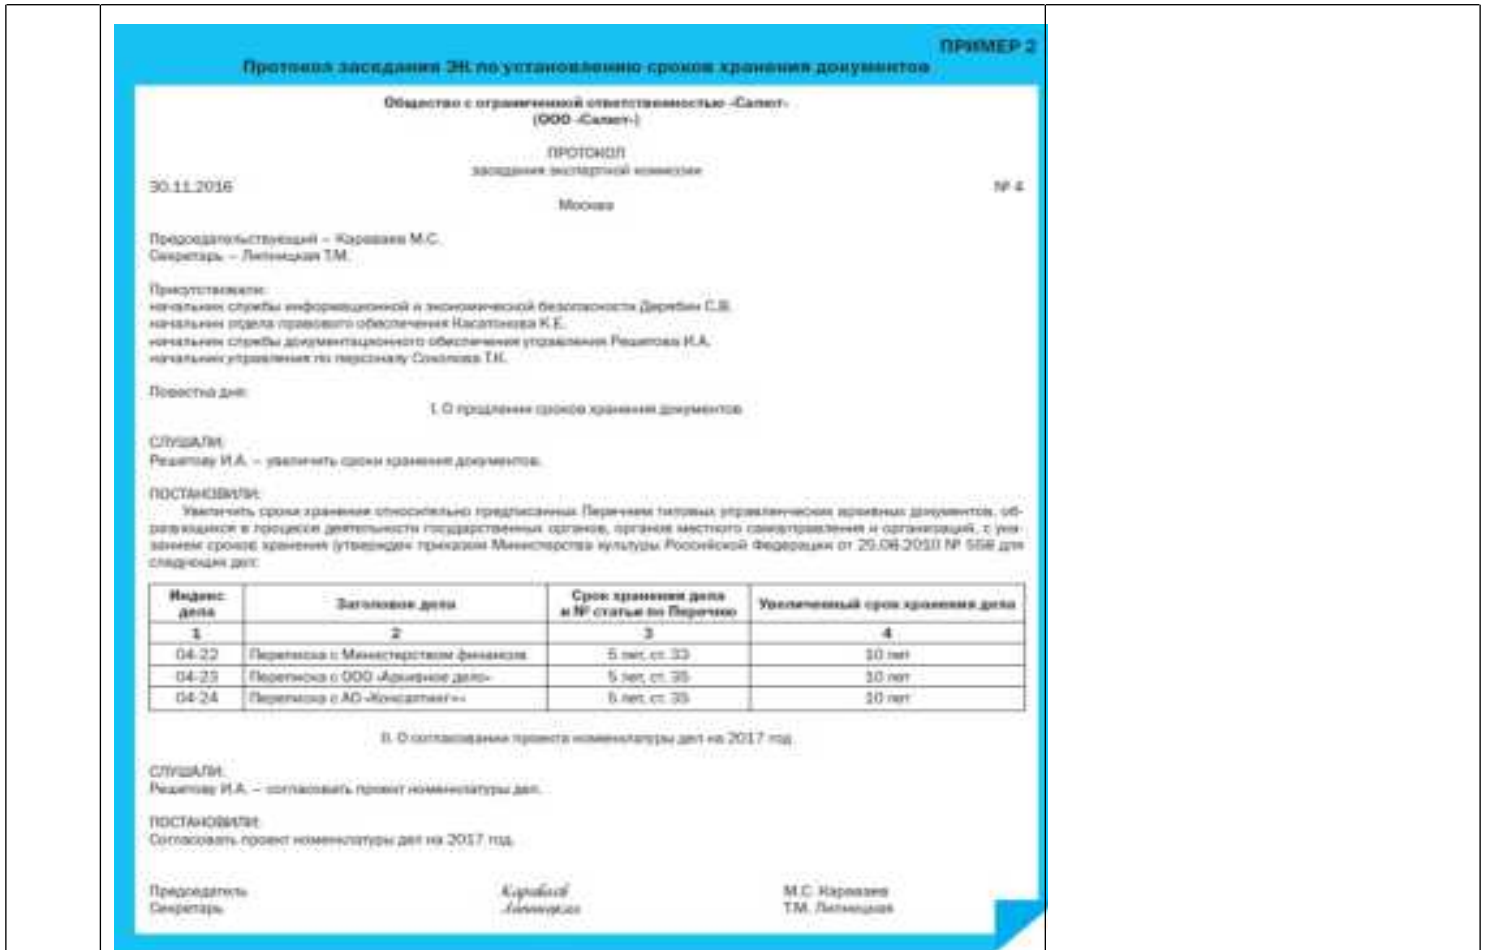 ПРИМЕР 2
Протокол заседания ЭК по установлению сроков хранения документов
Общество с ограниченной ответственностью «Салют»
(ООО «Салют»)
ПРОТОКОЛ
заседания экспертной комиссии
30.11.2016 № 4
Москва
Председательствующий – Караваев М.С.
Секретарь – Липницкая Т.М.
Присутствовали:
начальник службы информационной и экономической безопасности Дерябин С.В.
начальник отдела правового обеспечения Касатонова К.Е.
начальник службы документационного обеспечения управления Решетова И.А.
начальник управления по персоналу Соколова Т.К.
Повестка дня:
I. О продлении сроков хранения документов
СЛУШАЛИ:
Решетову И.А. – увеличить сроки хранения документов.
ПОСТАНОВИЛИ:
Увеличить сроки хранения относительно предписанных Перечнем типовых управленческих архивных документов, об-
разующихся в процессе деятельности государственных органов, органов местного самоуправления и организаций, с ука-
занием сроков хранения (утвержден приказом Министерства культуры Российской Федерации от 25.08.2010 № 558 для
следующих дел:
Индекс дела Заголовок дела Срок хранения дела и № статьи по Перечню Увеличенный срок хранения дела
1 2 3 4
04-22 Переписка с Министерством финансов 5 лет, ст. 33 10 лет
04-23 Переписка с ООО «Архивное дело» 5 лет, ст. 35 10 лет
04-24 Переписка с АО «Консалтинг+» 5 лет, ст. 35 10 лет
II. О согласовании проекта номенклатуры дел на 2017 год
СЛУШАЛИ:
Решетову И.А. – согласовать проект номенклатуры дел.
ПОСТАНОВИЛИ:
Согласовать проект номенклатуры дел на 2017 год.
Председатель Караваев М.С. Караваев
Секретарь Липницкая Т.М. Липницкая